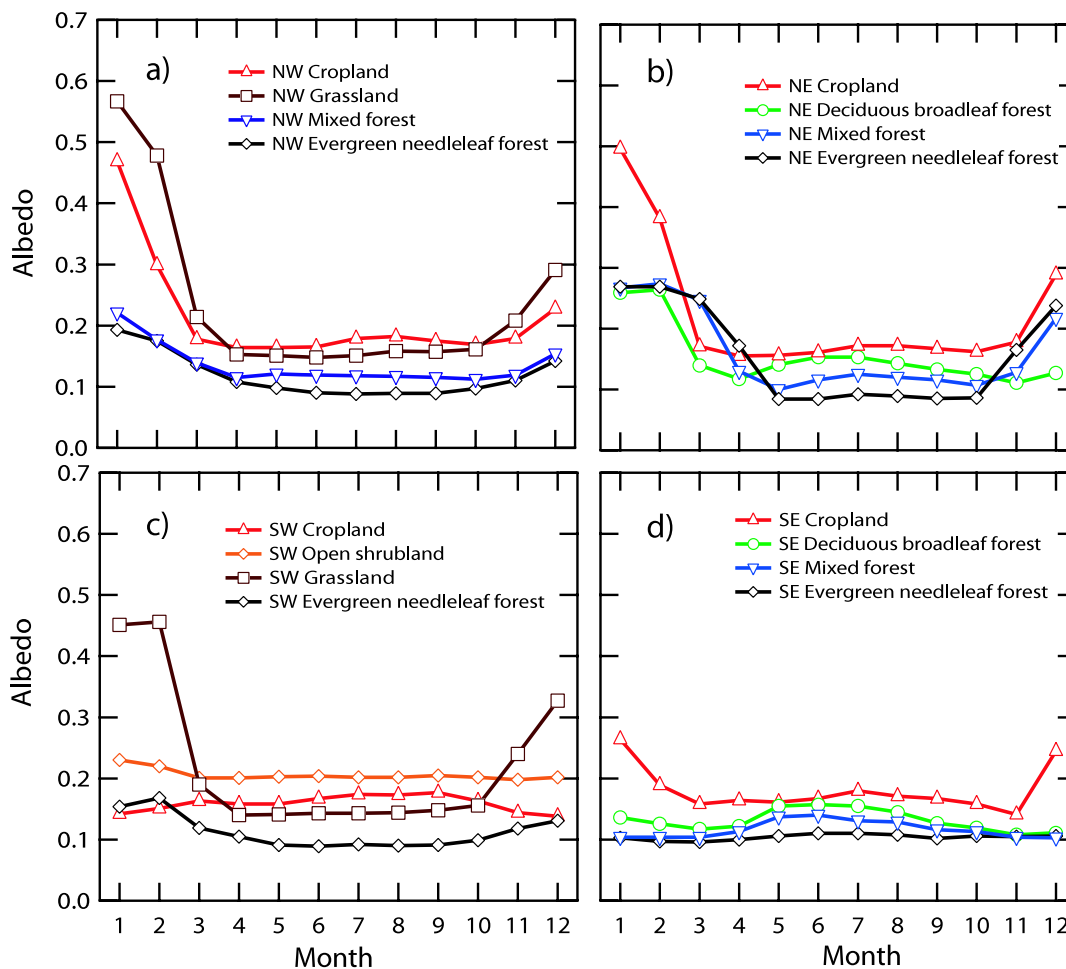 0.7
0.6
0.5
0.4
0.3
0.2
0.1
0.0
Albedo
a)
NW Cropland
NW Grassland
NW Mixed forest
NW Evergreen needleleaf forest
b)
NE Cropland
NE Deciduous broadleaf forest
NE Mixed forest
NE Evergreen needleleaf forest
0.7
0.6
0.5
0.4
0.3
0.2
0.1
0.0
Albedo
c)
SW Cropland
SW Open shrubland
SW Grassland
SW Evergreen needleleaf forest
1 2 3 4 5 6 7 8 9 10 11 12
Month
d)
SE Cropland
SE Deciduous broadleaf forest
SE Mixed forest
SE Evergreen needleleaf forest
1 2 3 4 5 6 7 8 9 10 11 12
Month